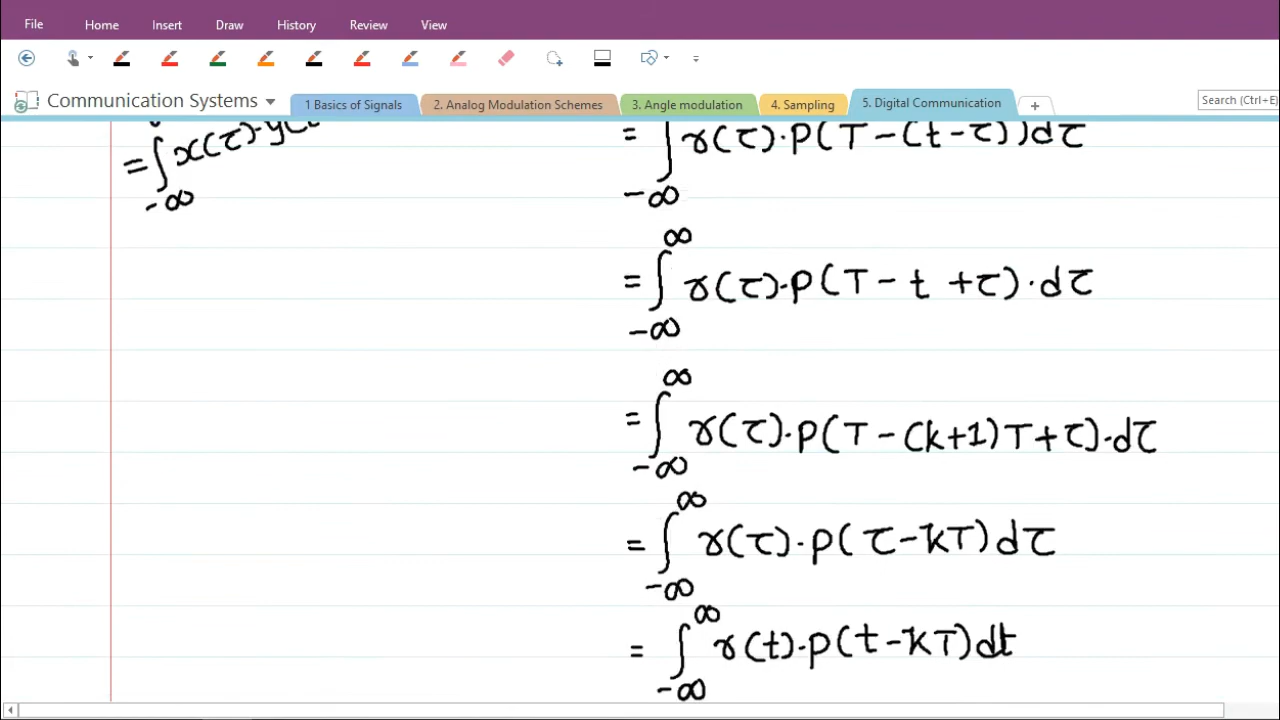 File Home Insert Draw History Review View
Communication Systems 1 Basics of Signals 2. Analog Modulation Schemes 3. Angle modulation 4. Sampling 5. Digital Communication + Search (Ctrl+E)
= ∫ x(τ)·y(
-∞
= ∫ r(τ)·p(T-(t-τ))dτ
-∞
∞
= ∫ r(τ)·p(T-t+τ)·dτ
-∞
∞
= ∫ r(τ)·p(T-(k+1)T+τ)·dτ
-∞
∞
= ∫ r(τ)·p(τ-kT)dτ
-∞
∞
= ∫ r(t)·p(t-kT)dt
-∞